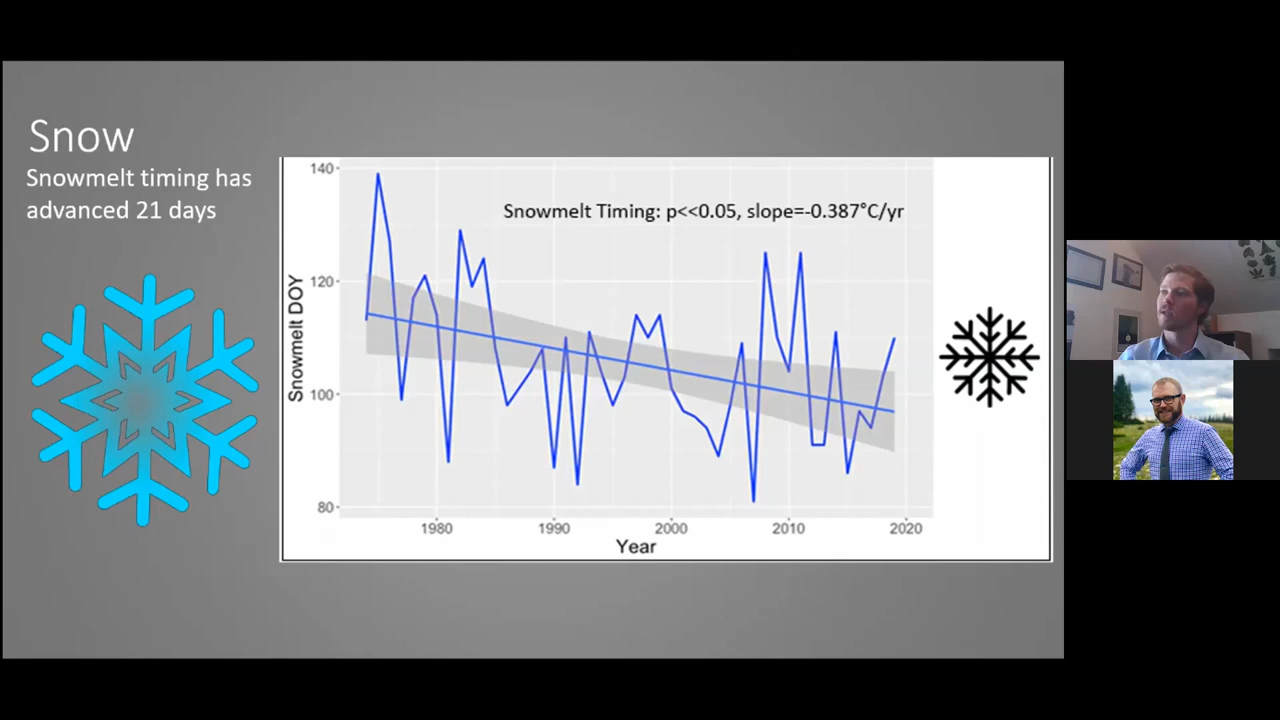 Snow
Snowmelt timing has
advanced 21 days
Snowmelt Timing: p<<0.05, slope=-0.387°C/yr
Snowmelt DOY
140
120
100
80
1980 1990 2000 2010 2020
Year